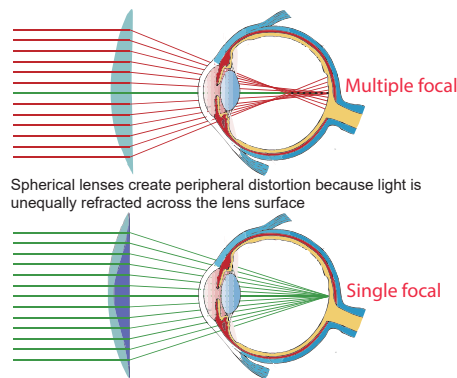 Multiple focal
Spherical lenses create peripheral distortion because light is
unequally refracted across the lens surface
Single focal